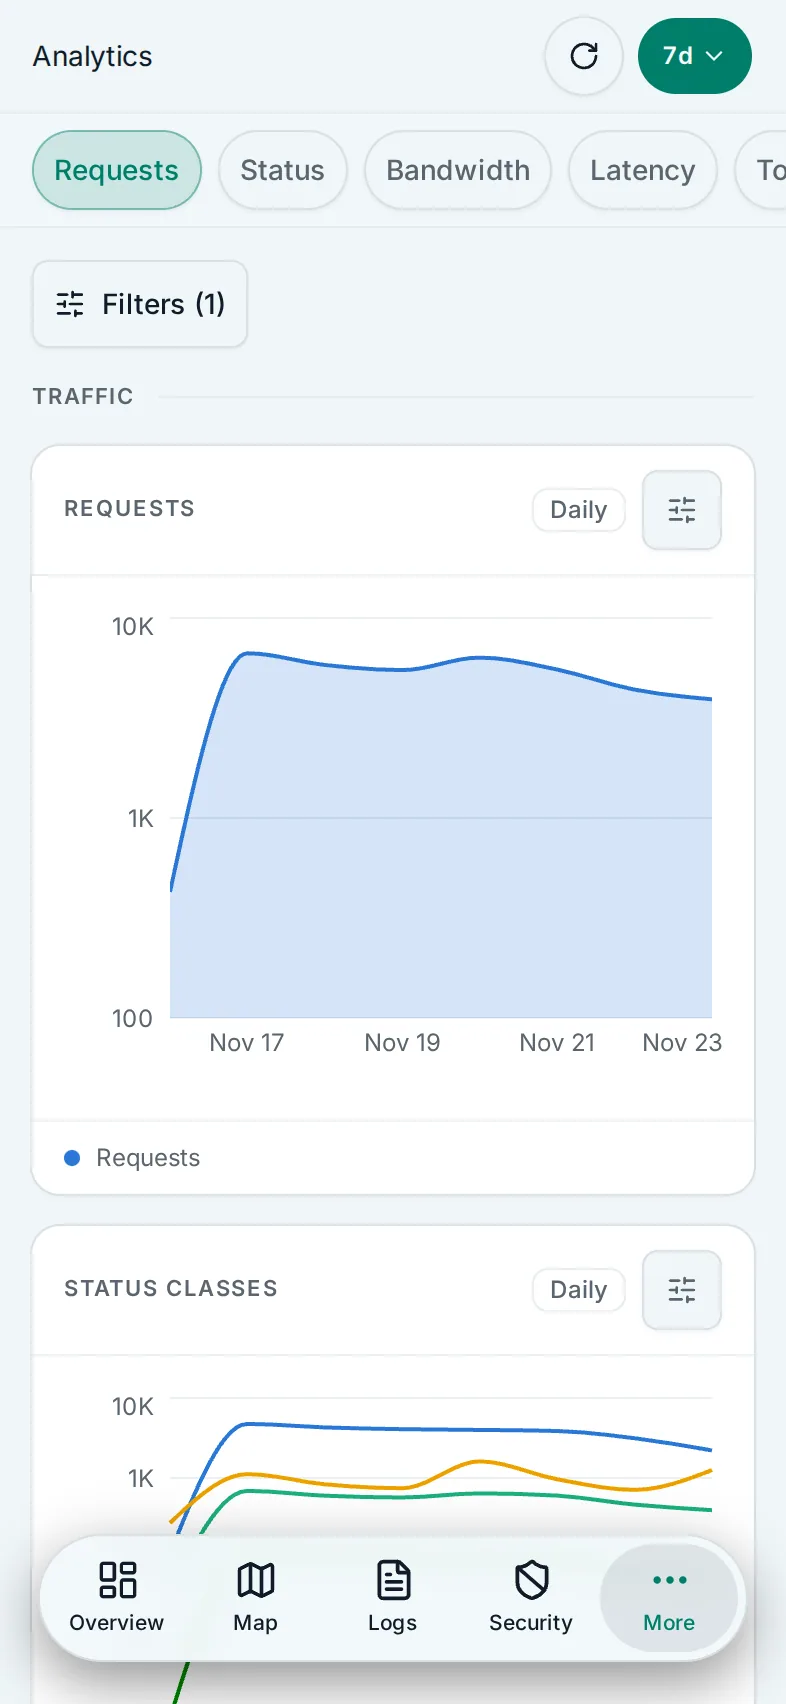 Analytics
7d
Requests Status Bandwidth Latency To
Filters (1)
TRAFFIC
REQUESTS Daily
10K
1K
100
Nov 17 Nov 19 Nov 21 Nov 23
Requests
STATUS CLASSES Daily
10K
1K
Overview Map Logs Security More